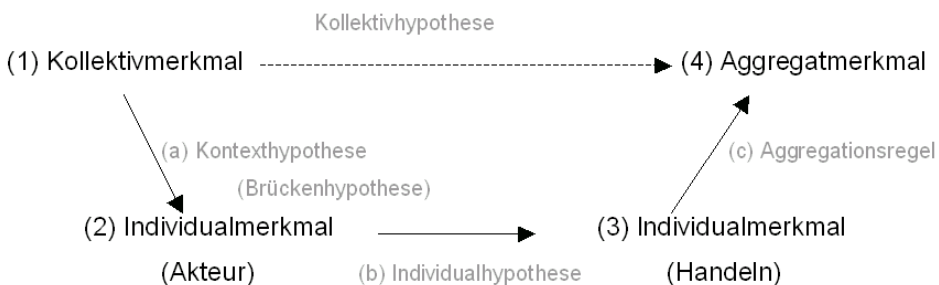 Kollektivhypothese
(1) Kollektivmerkmal
(4) Aggregatmerkmal
(a) Kontexthypothese
(c) Aggregationsregel
(Brückenhypothese)
(2) Individualmerkmal
(3) Individualmerkmal
(Akteur)
(b) Individualhypothese
(Handeln)